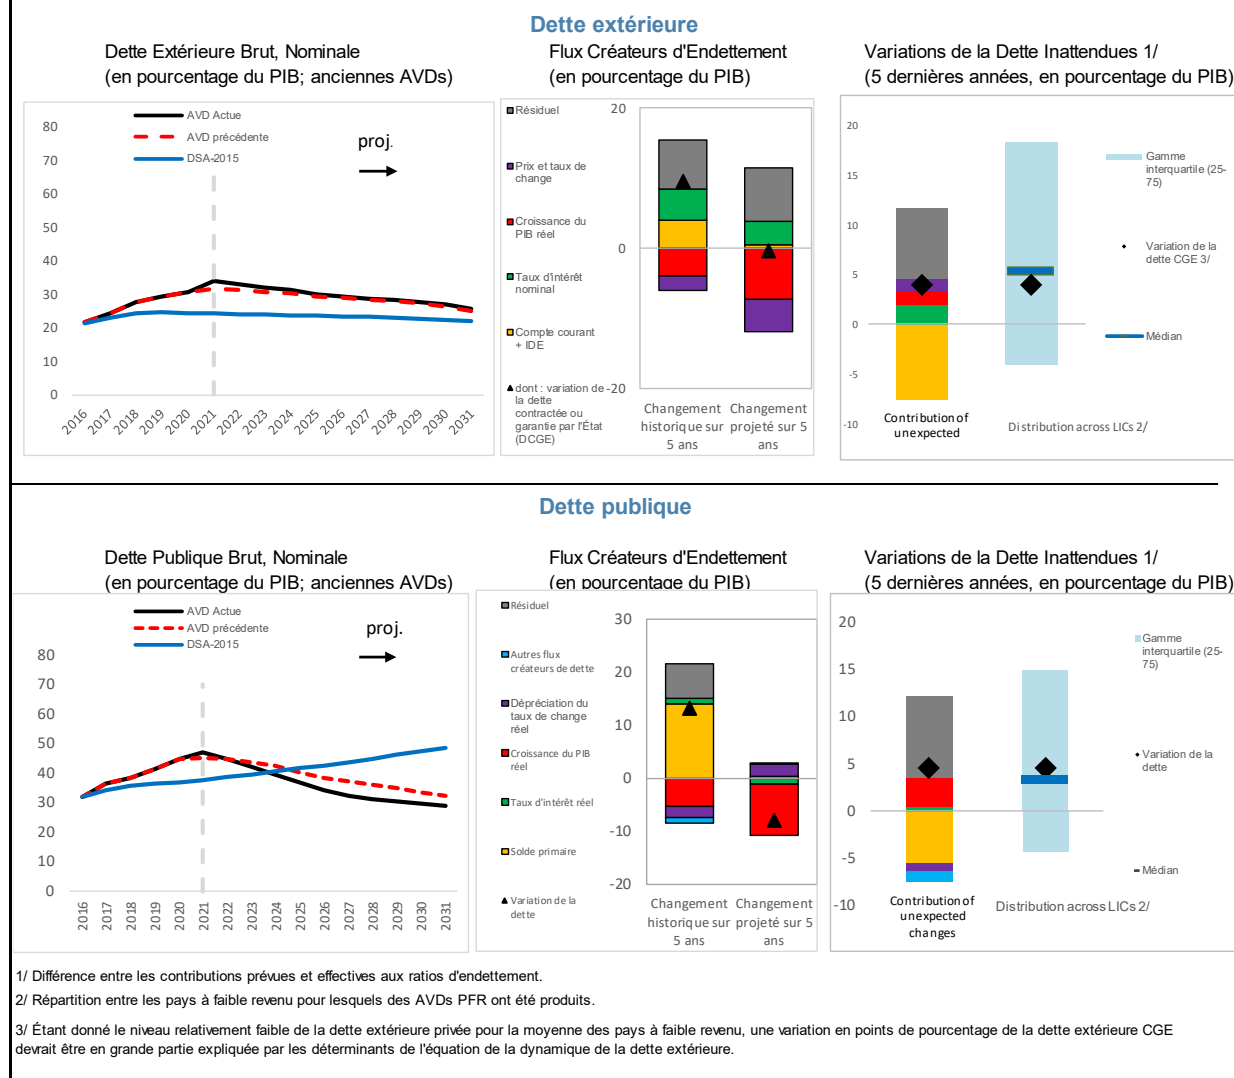 Dette extérieure
Dette Extérieure Brut, Nominale
(en pourcentage du PIB; anciennes AVDs)
Flux Créateurs d'Endettement
(en pourcentage du PIB)
Variations de la Dette Inattendues 1/
(5 dernières années, en pourcentage du PIB)
AVD Actue
AVD précédente
DSA-2015
proj.
80
70
60
50
40
30
20
10
0
2016 2017 2018 2019 2020 2021 2022 2023 2024 2025 2026 2027 2028 2029 2030 2031
Résiduel
Prix et taux de
change
Croissance du
PIB réel
Taux d'intérêt
nominal
Compte courant
+ IDE
dont : variation de
la dette
contractée ou
garantie par l'État
(DCGE)
20
0
-20
Changement
historique sur
5 ans
Changement
projeté sur 5
ans
20
15
10
5
0
-5
-10
Contribution of
unexpected
Distribution across LICs 2/
Gamme
interquartile (25-
75)
Variation de la
dette CGE 3/
Médian
Dette publique
Dette Publique Brut, Nominale
(en pourcentage du PIB; anciennes AVDs)
Flux Créateurs d'Endettement
(en pourcentage du PIB)
Variations de la Dette Inattendues 1/
(5 dernières années, en pourcentage du PIB)
AVD Actue
AVD précédente
DSA-2015
proj.
80
70
60
50
40
30
20
10
0
2016 2017 2018 2019 2020 2021 2022 2023 2024 2025 2026 2027 2028 2029 2030 2031
Résiduel
Autres flux
créateurs de dette
Dépréciation du
taux de change
réel
Croissance du PIB
réel
Taux d'intérêt réel
Solde primaire
Variation de la
dette
30
20
10
0
-10
-20
Changement
historique sur
5 ans
Changement
projeté sur 5
ans
20
15
10
5
0
-5
-10
Contribution of
unexpected
changes
Distribution across LICs 2/
Gamme
interquartile (25-
75)
Variation de la
dette
Médian
1/ Différence entre les contributions prévues et effectives aux ratios d'endettement.
2/ Répartition entre les pays à faible revenu pour lesquels des AVDs PFR ont été produits.
3/ Étant donné le niveau relativement faible de la dette extérieure privée pour la moyenne des pays à faible revenu, une variation en points de pourcentage de la dette extérieure CGE
devrait être en grande partie expliquée par les déterminants de l'équation de la dynamique de la dette extérieure.